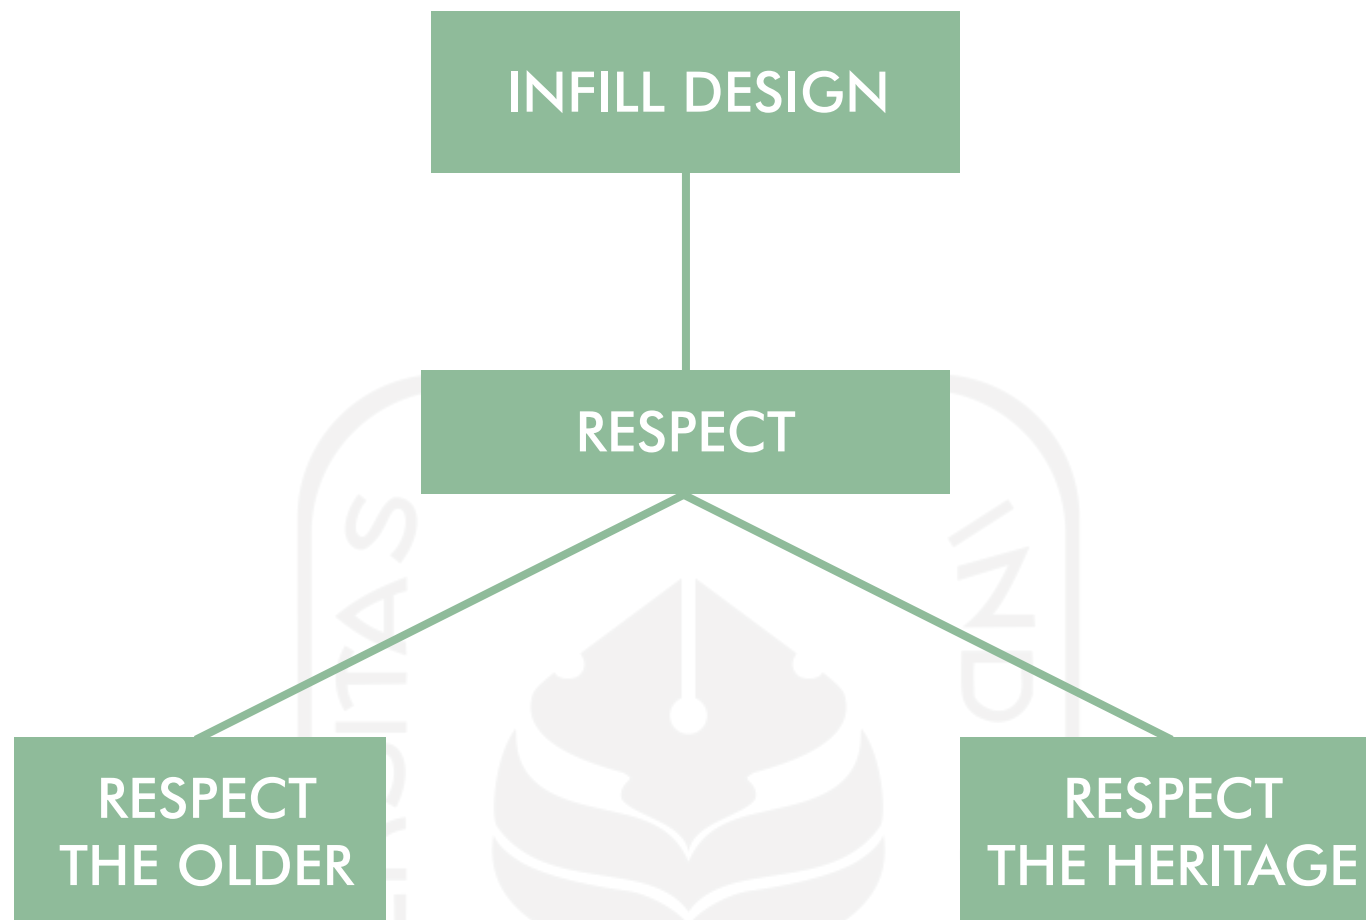 INFILL DESIGN
RESPECT
RESPECT
THE OLDER
RESPECT
THE HERITAGE